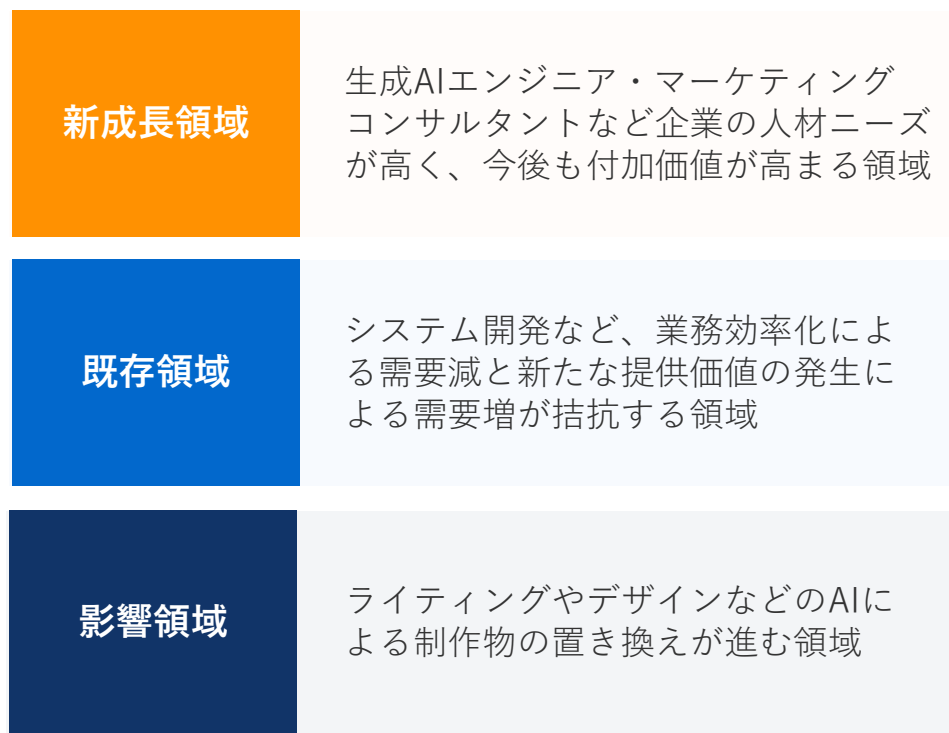 新成長領域
生成AIエンジニア・マーケティング
コンサルタントなど企業の人材ニーズ
が高く、今後も付加価値が高まる領域
既存領域
システム開発など、業務効率化によ
る需要減と新たな提供価値の発生に
よる需要増が拮抗する領域
影響領域
ライティングやデザインなどのAIに
よる制作物の置き換えが進む領域